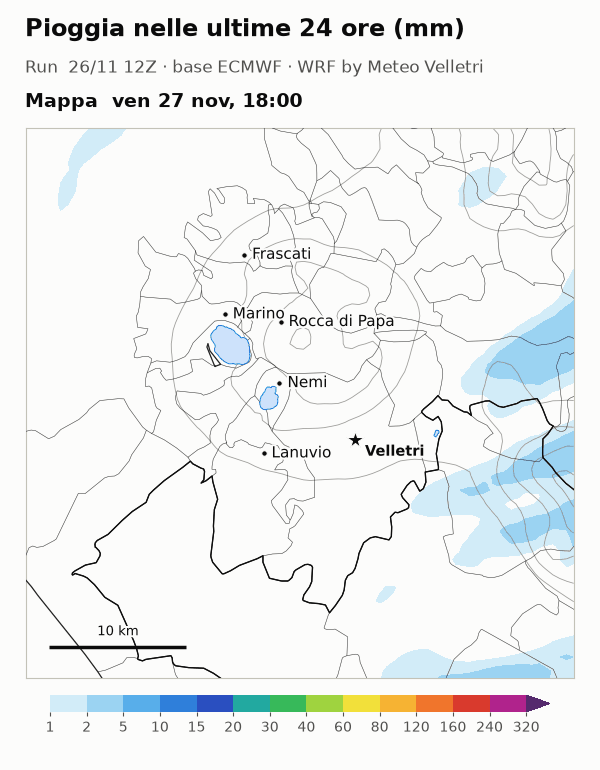 Pioggia nelle ultime 24 ore (mm)
Run 26/11 12Z · base ECMWF · WRF by Meteo Velletri
Mappa ven 27 nov, 18:00
Frascati
Marino
Rocca di Papa
Nemi
Velletri
Lanuvio
10 km
1 2 5 10 15 20 30 40 60 80 120 160 240 320